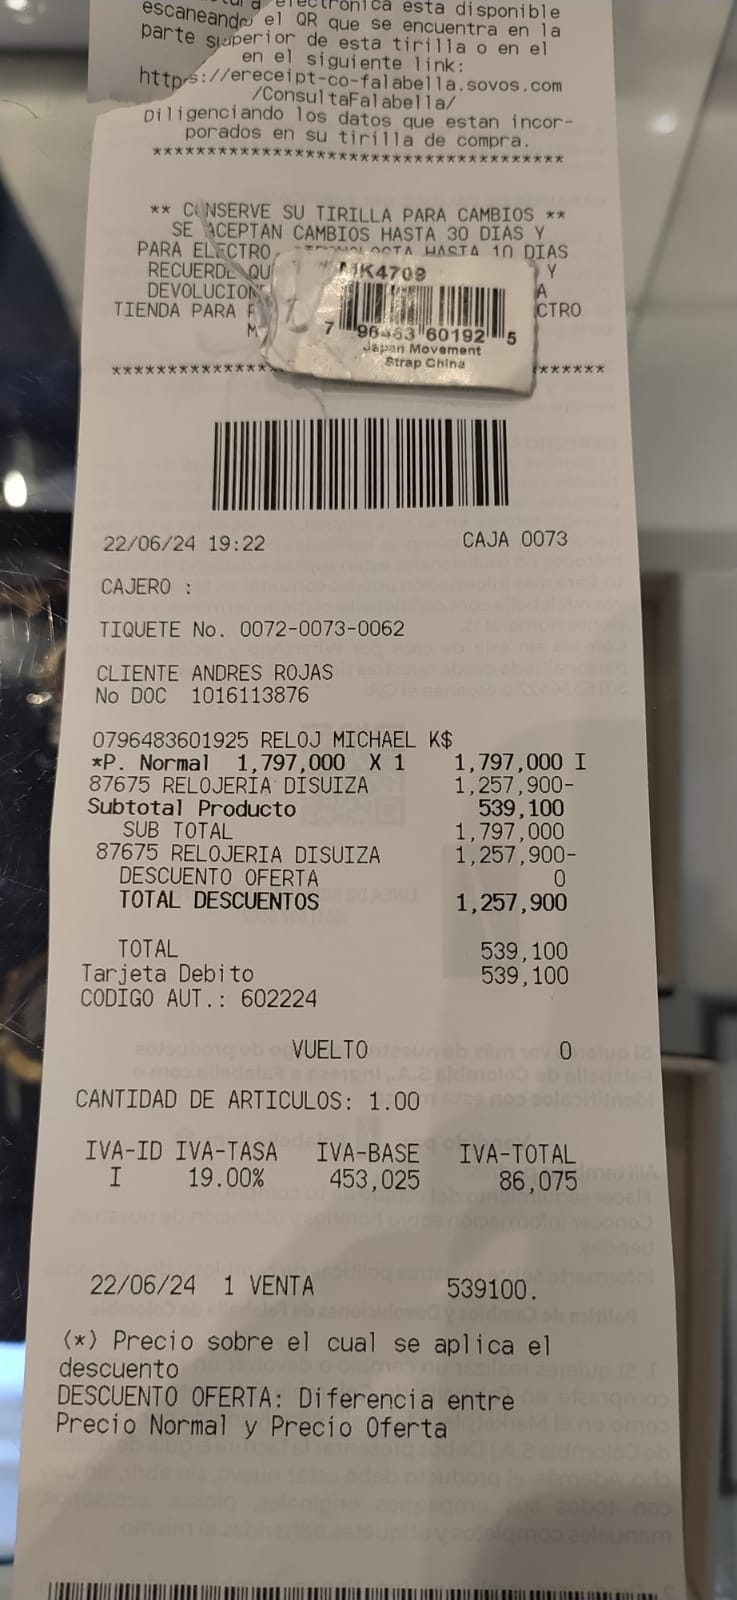 electronica esta disponible
escaneando el QR que se encuentra en la
parte superior de esta tirilla o en el
en el siguiente link:
https://ereceipt-co-falabella.sovos.com
/ConsultaFalabella/
Diligenciando los datos que estan incor-
porados en su tirilla de compra.
****************************************
** CONSERVE SU TIRILLA PARA CAMBIOS **
SE ACEPTAN CAMBIOS HASTA 30 DIAS Y
PARA ELECTRO HASTA 10 DIAS
RECUERDE QU Y
DEVOLUCION A
TIENDA PARA CTRO
M
MK4709
7 96483 60192 5
Japan Movement
Strap China
22/06/24 19:22 CAJA 0073
CAJERO :
TIQUETE No. 0072-0073-0062
CLIENTE ANDRES ROJAS
No DOC 1016113876
0796483601925 RELOJ MICHAEL K$
*P. Normal 1,797,000 X 1 1,797,000 I
87675 RELOJERIA DISUIZA 1,257,900-
Subtotal Producto 539,100
SUB TOTAL 1,797,000
87675 RELOJERIA DISUIZA 1,257,900-
DESCUENTO OFERTA 0
TOTAL DESCUENTOS 1,257,900
TOTAL 539,100
Tarjeta Debito 539,100
CODIGO AUT.: 602224
VUELTO 0
CANTIDAD DE ARTICULOS: 1.00
IVA-ID IVA-TASA IVA-BASE IVA-TOTAL
I 19.00% 453,025 86,075
22/06/24 1 VENTA 539100.
(*) Precio sobre el cual se aplica el
descuento
DESCUENTO OFERTA: Diferencia entre
Precio Normal y Precio Oferta